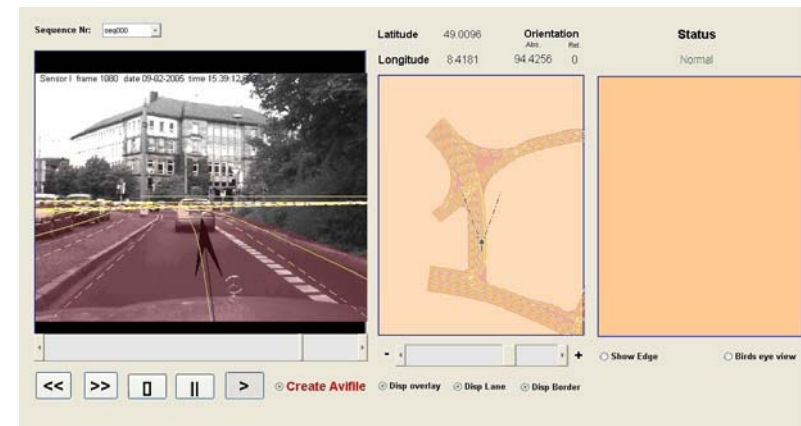 Sequence Nr: seq000
Latitude 49.0096 Orientation Status
Abs. Rel.
Longitude 8.4181 94.4256 0 Normal
Sensor I frame 1080 date 09-02-2005 time 15:39:12
- +
Show Edge Birds eye view
<< >> [] || >
Create Avifile Disp overlay Disp Lane Disp Border